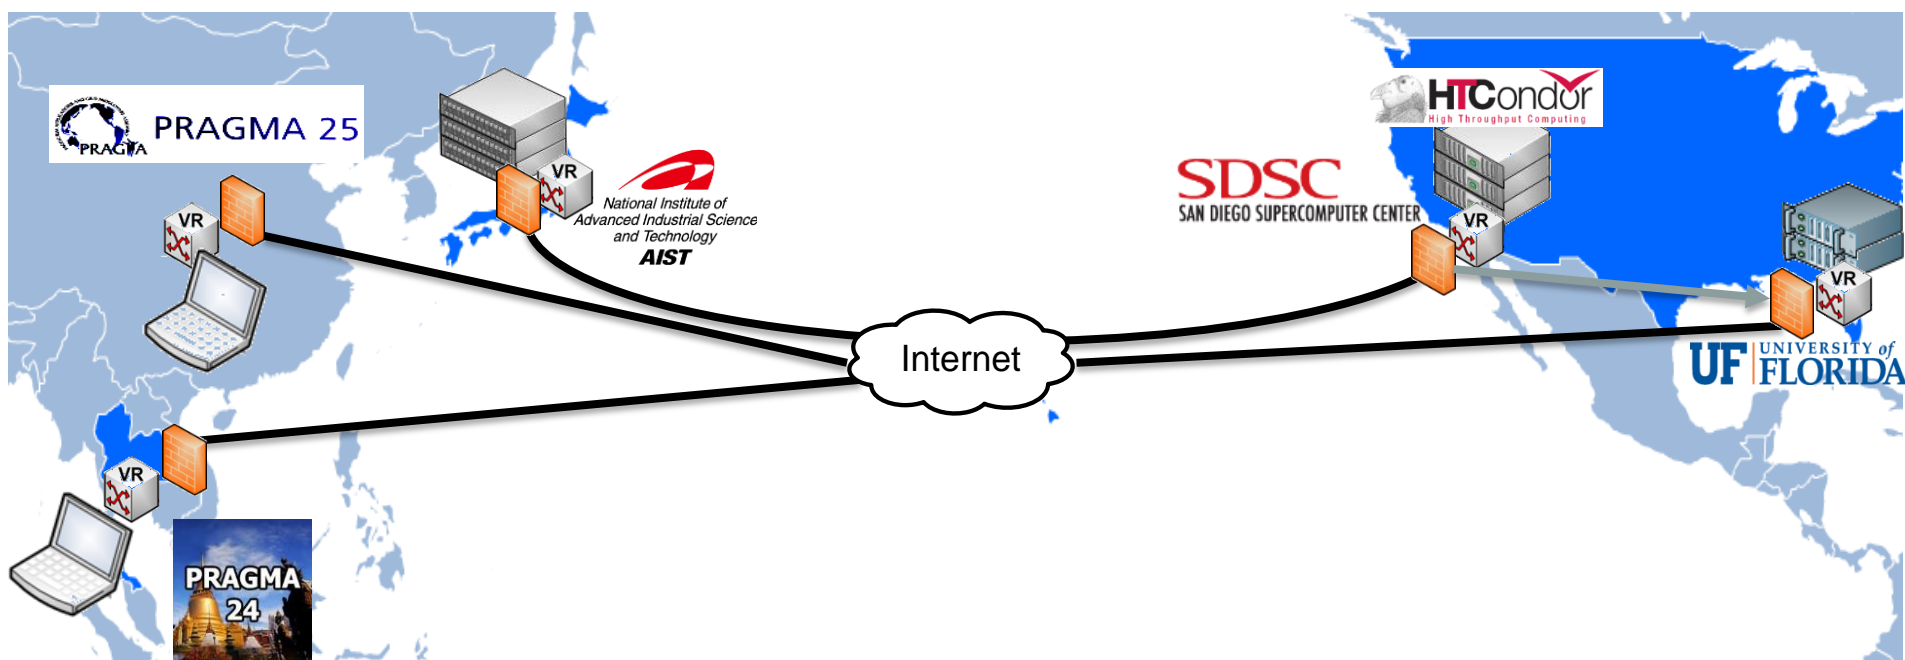 PRAGMA
PRAGMA 25
VR
VR
National Institute of
Advanced Industrial Science
and Technology
AIST
HTCondor
High Throughput Computing
SDSC
SAN DIEGO SUPERCOMPUTER CENTER
VR
VR
UF UNIVERSITY of
FLORIDA
Internet
VR
PRAGMA
24